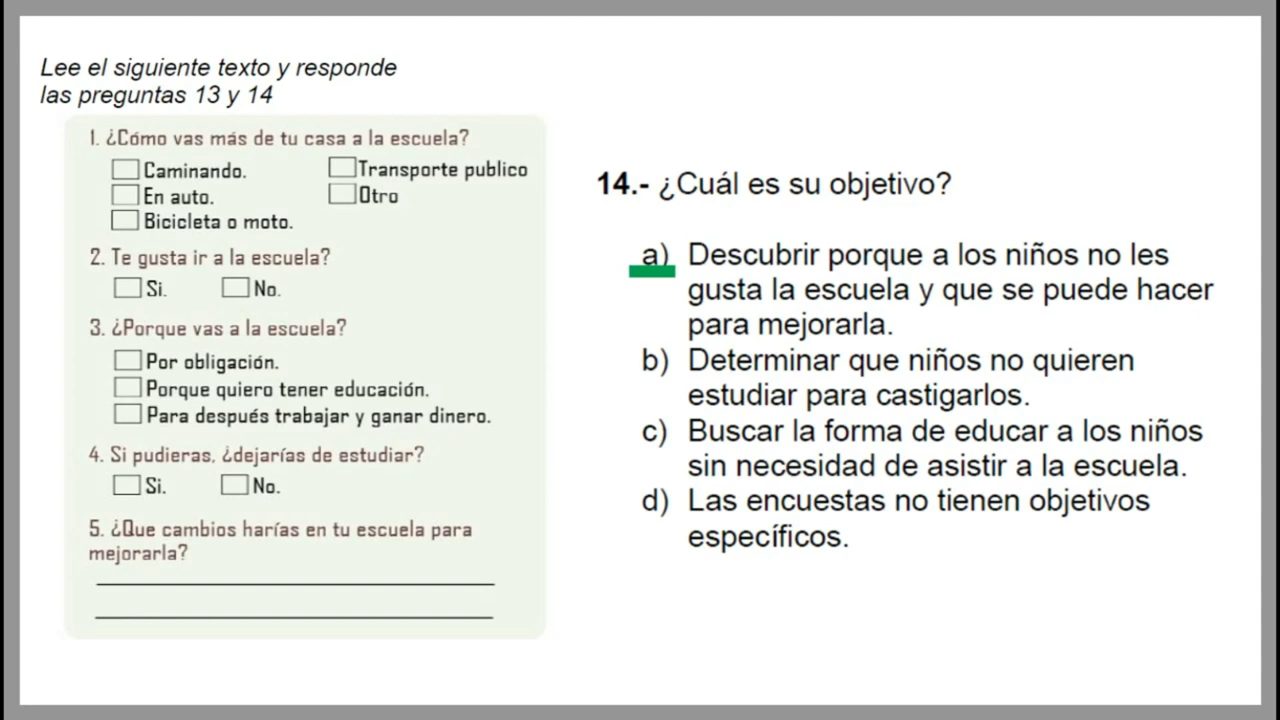 Lee el siguiente texto y responde
las preguntas 13 y 14
1. ¿Cómo vas más de tu casa a la escuela?
Caminando.
Transporte publico
En auto.
Otro
Bicicleta o moto.
2. Te gusta ir a la escuela?
Si.
No.
3. ¿Porque vas a la escuela?
Por obligación.
Porque quiero tener educación.
Para después trabajar y ganar dinero.
4. Si pudieras, ¿dejarías de estudiar?
Si.
No.
5. ¿Que cambios harías en tu escuela para
mejorarla?
14.- ¿Cuál es su objetivo?
a) Descubrir porque a los niños no les
gusta la escuela y que se puede hacer
para mejorarla.
b) Determinar que niños no quieren
estudiar para castigarlos.
c) Buscar la forma de educar a los niños
sin necesidad de asistir a la escuela.
d) Las encuestas no tienen objetivos
específicos.